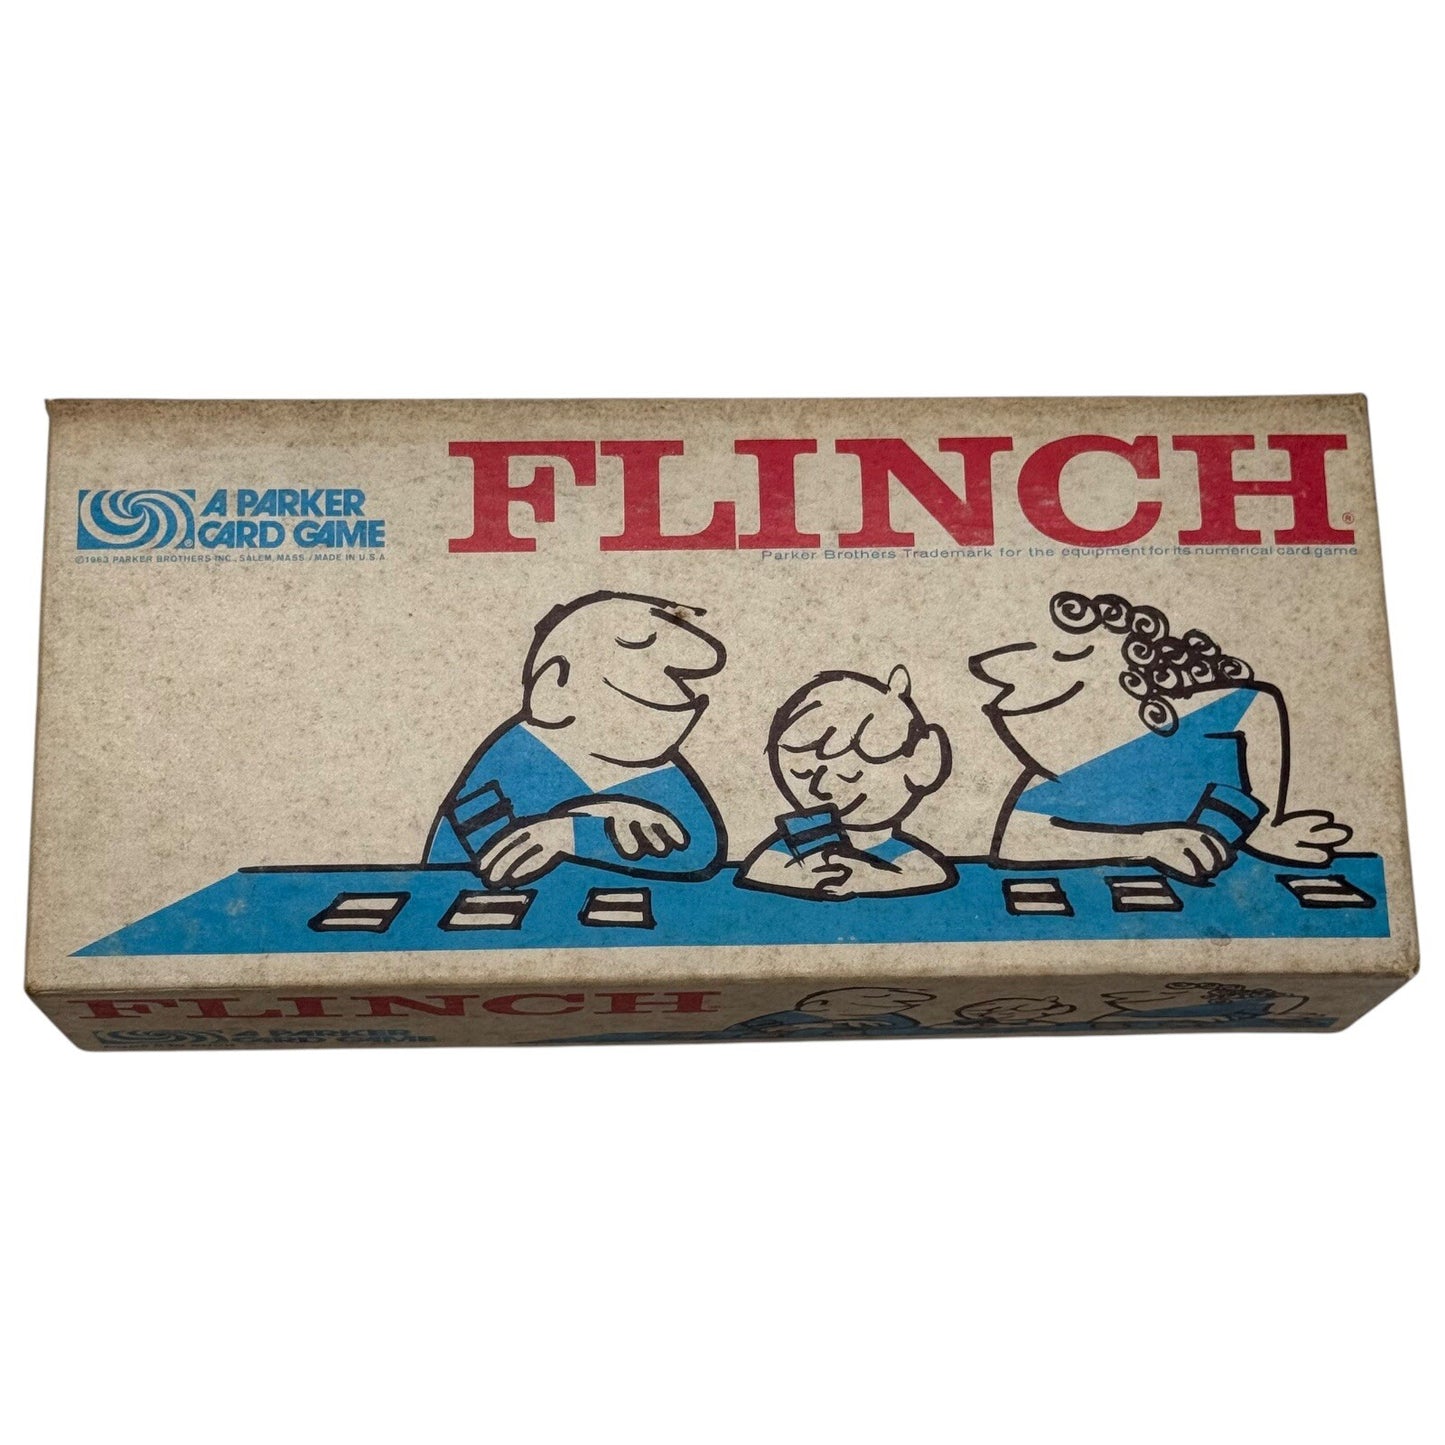 FLINCH®
A PARKER
CARD GAME
©1963 PARKER BROTHERS INC., SALEM, MASS./MADE IN U.S.A
Parker Brothers Trademark for the equipment for its numerical card game
FLINCH
A PARKER
CARD GAME